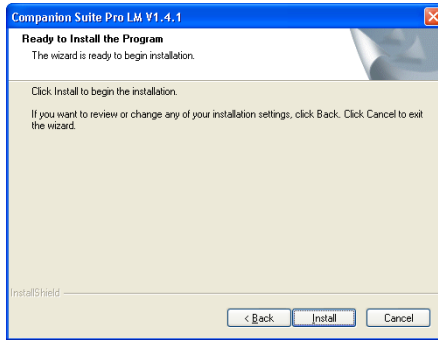 Companion Suite Pro LM V1.4.1
Ready to Install the Program
The wizard is ready to begin installation.
Click Install to begin the installation.
If you want to review or change any of your installation settings, click Back. Click Cancel to exit
the wizard.
InstallShield
< Back Install Cancel